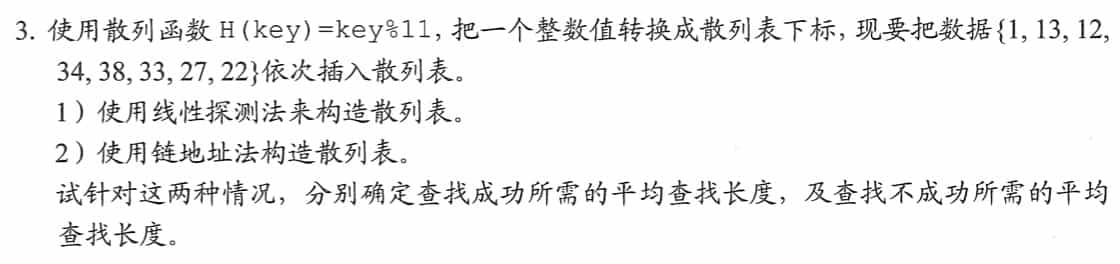 3. 使用散列函数H(key)=key%11,把一个整数值转换成散列表下标,现要把数据{1, 13, 12,
34, 38, 33, 27, 22}依次插入散列表。
1)使用线性探测法来构造散列表。
2)使用链地址法构造散列表。
试针对这两种情况,分别确定查找成功所需的平均查找长度,及查找不成功所需的平均
查找长度。